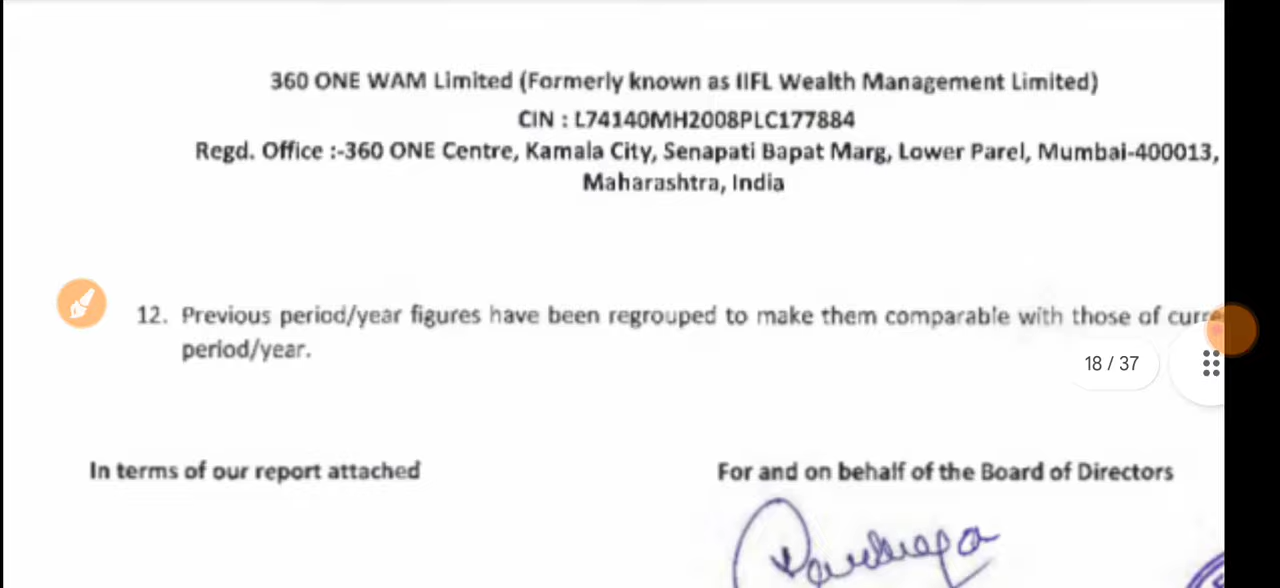 360 ONE WAM Limited (Formerly known as IIFL Wealth Management Limited)
CIN : L74140MH2008PLC177884
Regd. Office :-360 ONE Centre, Kamala City, Senapati Bapat Marg, Lower Parel, Mumbai-400013,
Maharashtra, India
12. Previous period/year figures have been regrouped to make them comparable with those of
period/year.
18 / 37
In terms of our report attached
For and on behalf of the Board of Directors